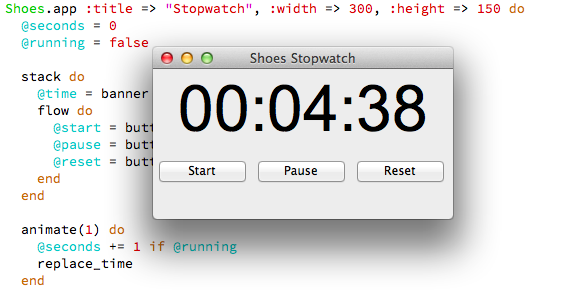 Shoes.app :title => "Stopwatch", :width => 300, :height => 150 do
@seconds = 0
@running = false
stack do
@time = banner
flow do
@start = butt
@pause = butt
@reset = butt
end
end
animate(1) do
@seconds += 1 if @running
replace_time
end
Shoes Stopwatch
00:04:38
Start Pause Reset